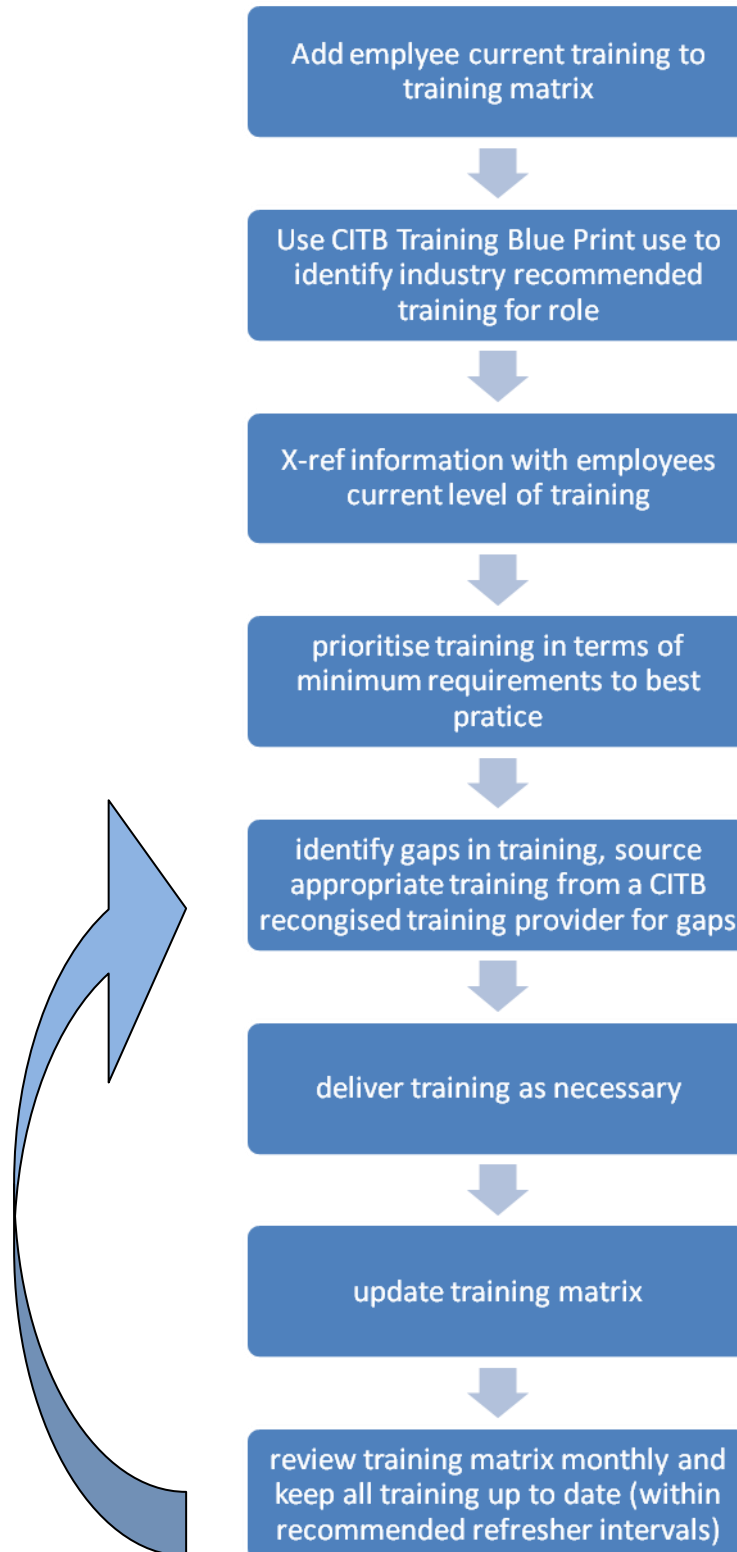 Add emplyee current training to
training matrix
Use CITB Training Blue Print use to
identify industry recommended
training for role
X-ref information with employees
current level of training
prioritise training in terms of
minimum requirements to best
pratice
identify gaps in training, source
appropriate training from a CITB
recongised training provider for gaps
deliver training as necessary
update training matrix
review training matrix monthly and
keep all training up to date (within
recommended refresher intervals)